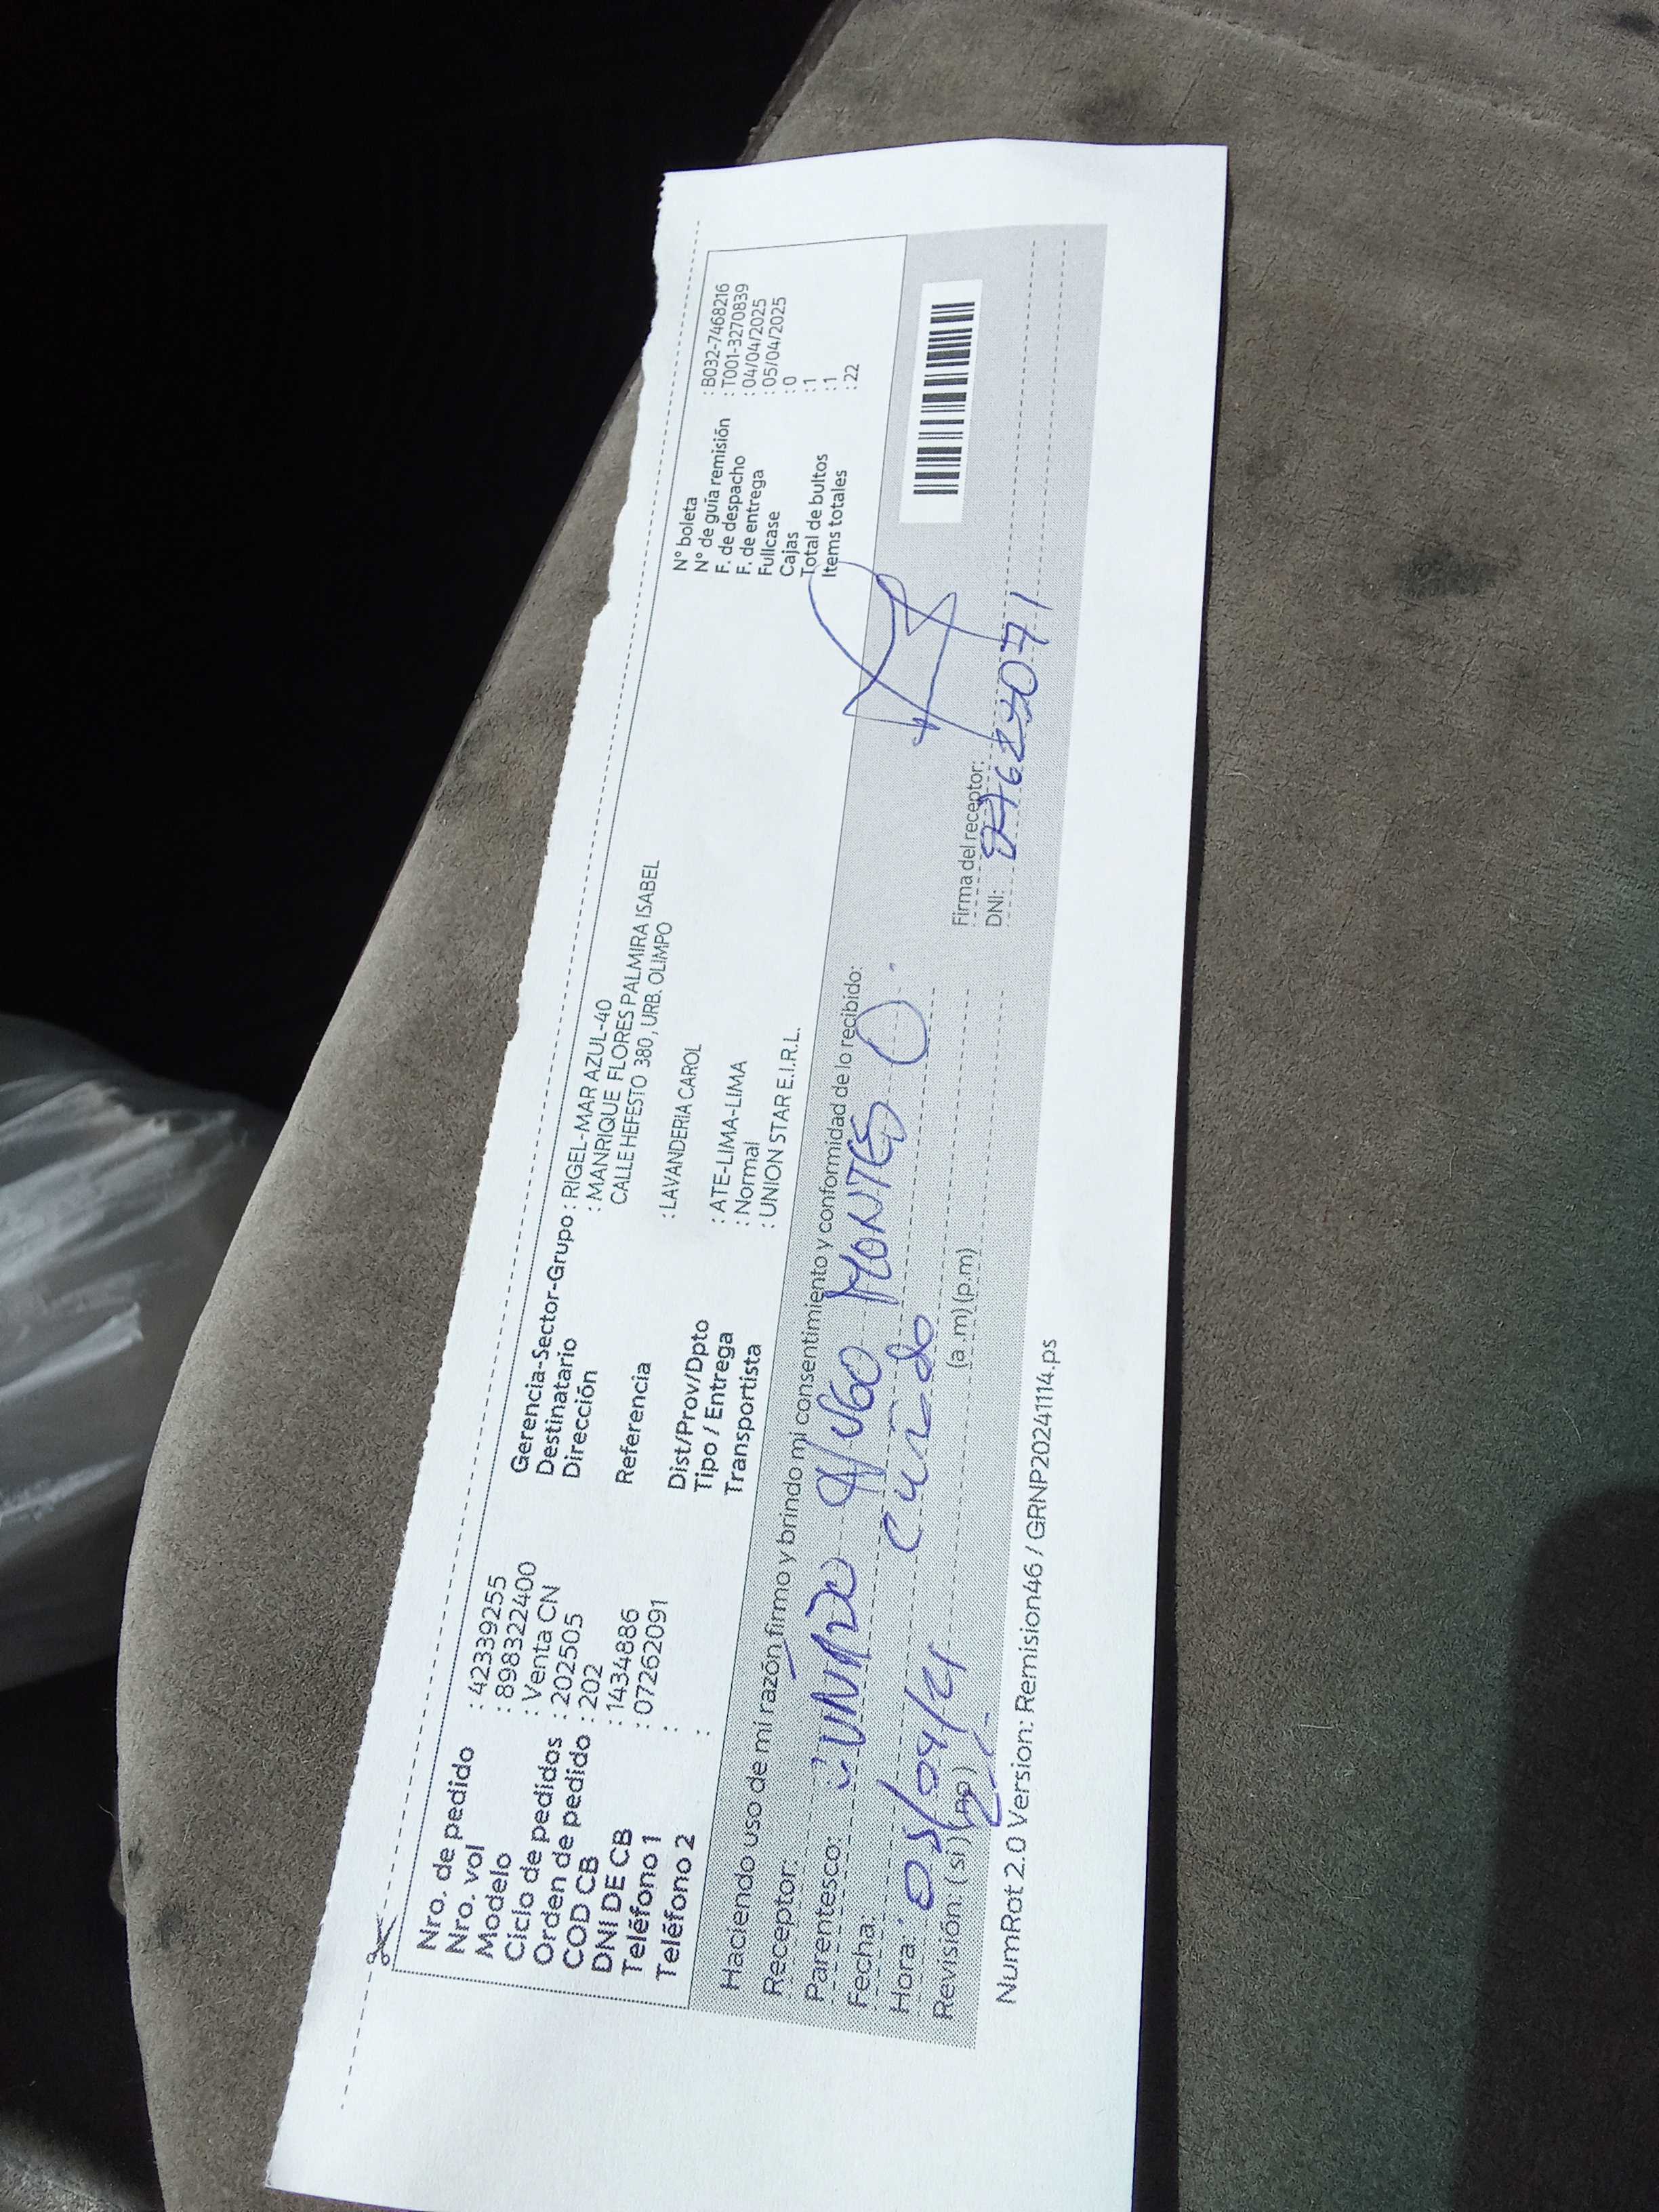 Nro. de pedido : 42339255
Nro. vol : 898322400
Modelo : Venta CN
Ciclo de pedidos : 202505
Orden de pedido : 202
COD CB : 1434886
DNI DE CB : 07262091
Teléfono 1 :
Teléfono 2 :
Gerencia-Sector-Grupo : RIGEL-MAR AZUL-40
Destinatario : MANRIQUE FLORES PALMIRA ISABEL
Dirección CALLE HEFESTO 380 , URB. OLIMPO
Referencia : LAVANDERIA CAROL
Dist/Prov/Dpto : ATE-LIMA-LIMA
Tipo / Entrega : Normal
Transportista : UNION STAR E.I.R.L.
N° boleta : B032-7468216
N° de guía remisión : T001-3270839
F. de despacho : 04/04/2025
F. de entrega : 05/04/2025
Fullcase : 0
Cajas : 1
Total de bultos : 1
Items totales : 22
Haciendo uso de mi razón firmo y brindo mi consentimiento y conformidad de lo recibido:
Receptor:
Parentesco: HUGO MONTES O.
Fecha: Cuñado
Hora: 05/04/
Revisión: (si) (no) (a .m) (p.m)
Firma del receptor:
DNI:
NumRot 2.0 Version: Remision46 / GRNP20241114.ps